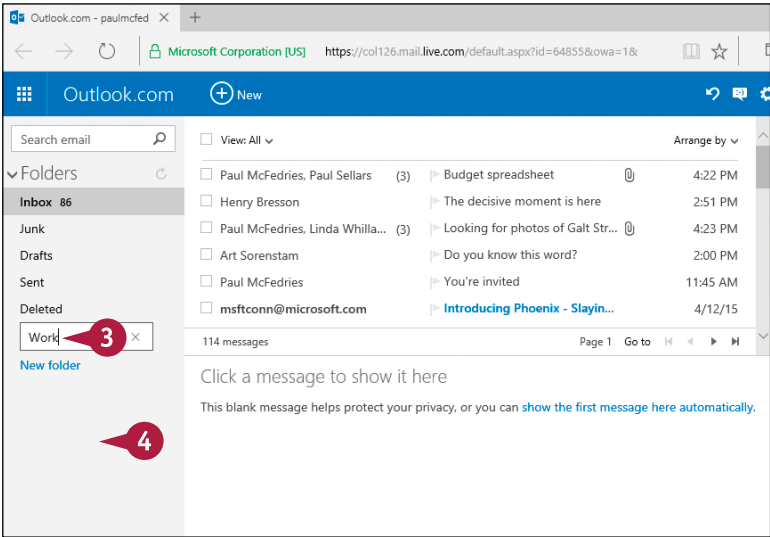 Outlook.com - paulmcfed
Microsoft Corporation [US] https://col126.mail.live.com/default.aspx?id=64855&owa=1&
Outlook.com New
Search email
View: All Arrange by
Folders
Paul McFedries, Paul Sellars (3) Budget spreadsheet 4:22 PM
Inbox 86
Henry Bresson The decisive moment is here 2:51 PM
Junk
Paul McFedries, Linda Whilla... (3) Looking for photos of Galt Str... 4:23 PM
Drafts
Art Sorenstam Do you know this word? 2:00 PM
Sent
Paul McFedries You're invited 11:45 AM
Deleted
msftconn@microsoft.com Introducing Phoenix - Slayin... 4/12/15
Work 3
114 messages Page 1 Go to
New folder
Click a message to show it here
This blank message helps protect your privacy, or you can show the first message here automatically.
4